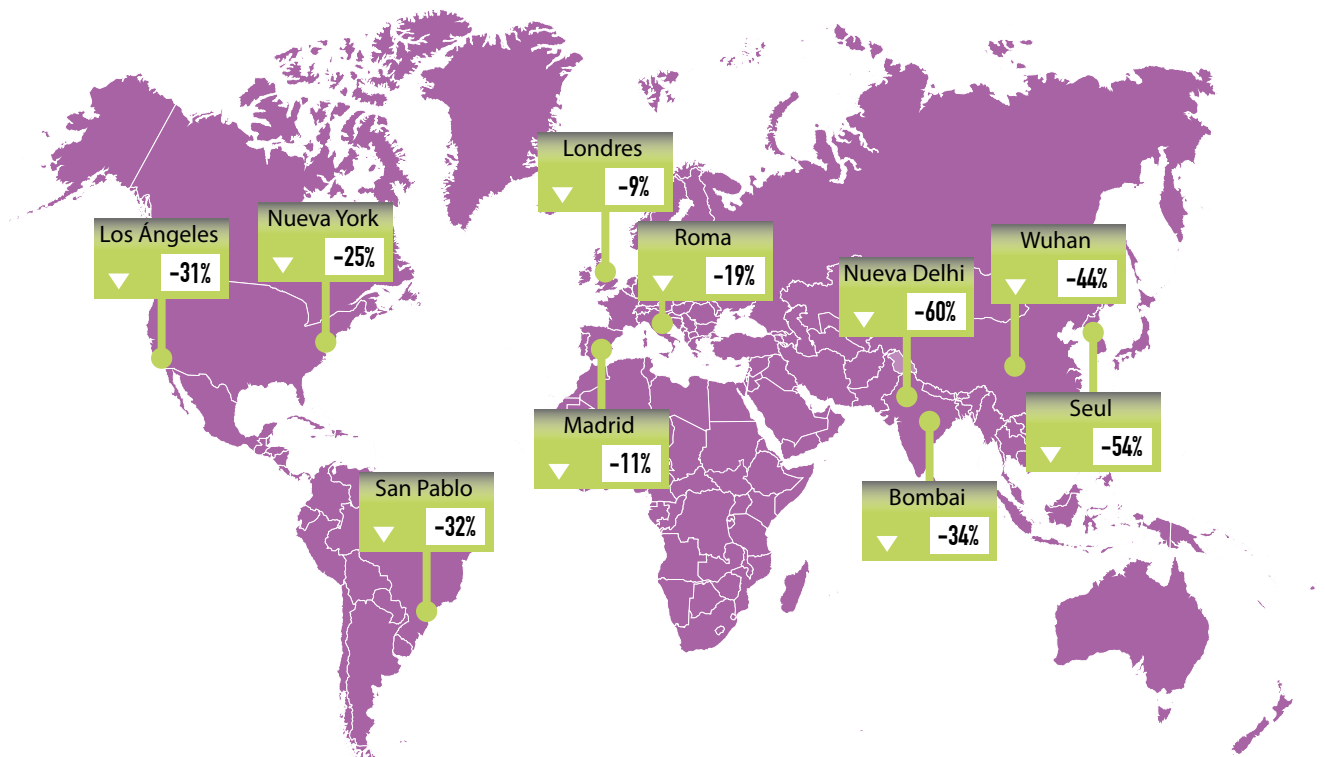 Londres
-9%
Nueva York
-25%
Los Ángeles
-31%
Roma
-19%
Wuhan
-44%
Nueva Delhi
-60%
Seul
-54%
Madrid
-11%
San Pablo
-32%
Bombai
-34%